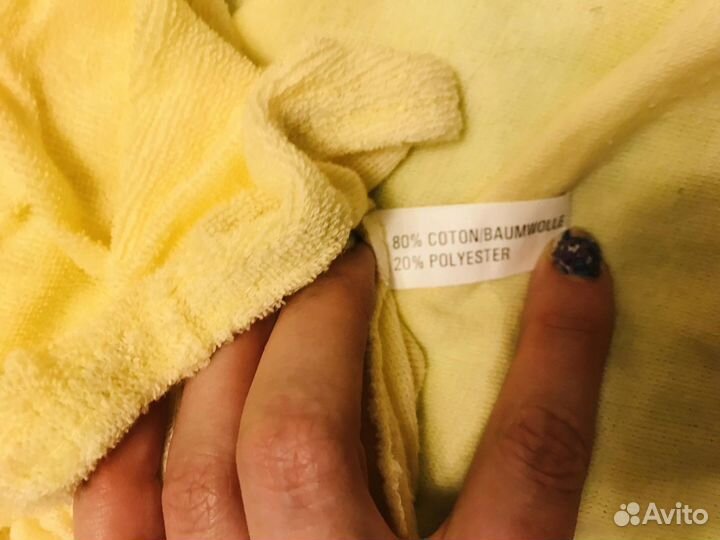 80% COTON/BAUMWOLLE
20% POLYESTER
Avito